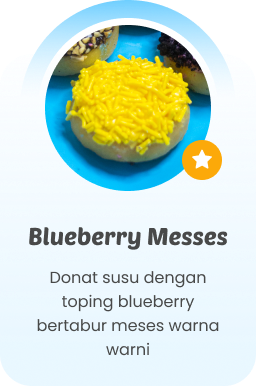 Blueberry Messes
Donat susu dengan
toping blueberry
bertabur meses warna
warni